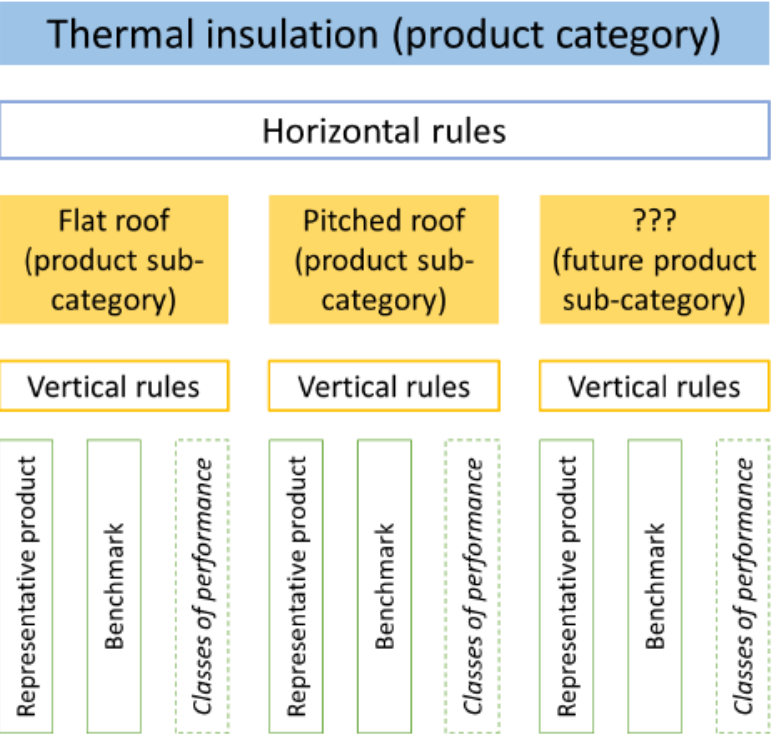 Thermal insulation (product category)
Horizontal rules
Flat roof
(product sub-
category)
Pitched roof
(product sub-
category)
???
(future product
sub-category)
Vertical rules
Vertical rules
Vertical rules
Representative product
Benchmark
Classes of performance
Representative product
Benchmark
Classes of performance
Representative product
Benchmark
Classes of performance